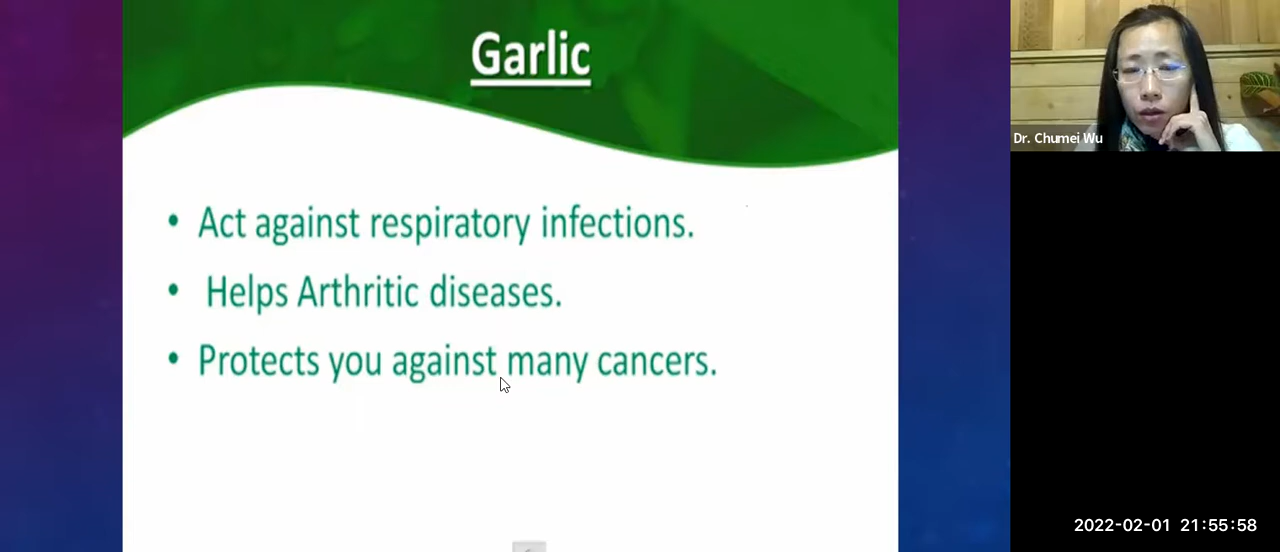 Garlic
• Act against respiratory infections.
• Helps Arthritic diseases.
• Protects you against many cancers.
Dr. Chumei Wu
2022-02-01 21:55:58